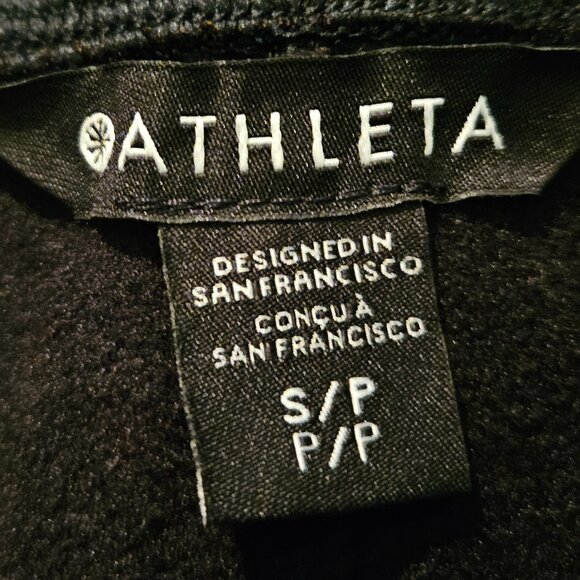 ATHLETA
DESIGNED IN
SAN FRANCISCO
CONÇU À
SAN FRANCISCO
S/P
P/P